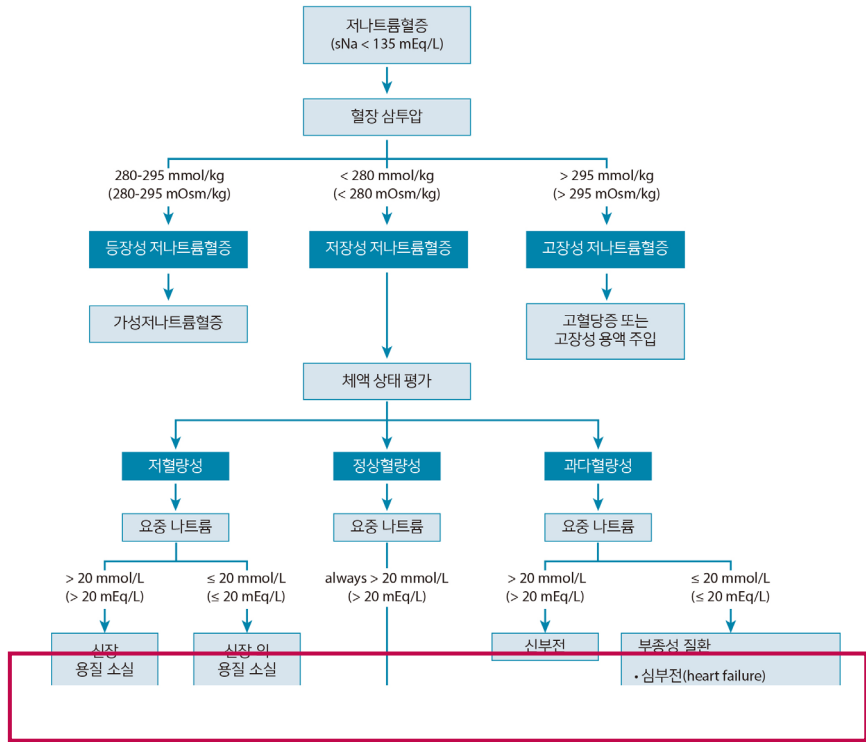 저나트륨혈증
(sNa < 135 mEq/L)
혈장 삼투압
280-295 mmol/kg
(280-295 mOsm/kg)
< 280 mmol/kg
(< 280 mOsm/kg)
> 295 mmol/kg
(> 295 mOsm/kg)
등장성 저나트륨혈증
저장성 저나트륨혈증
고장성 저나트륨혈증
가성저나트륨혈증
고혈당증 또는
고장성 용액 주입
체액 상태 평가
저혈량성
정상혈량성
과다혈량성
요중 나트륨
요중 나트륨
요중 나트륨
> 20 mmol/L
(> 20 mEq/L)
≤ 20 mmol/L
(≤ 20 mEq/L)
always > 20 mmol/L
(> 20 mEq/L)
> 20 mmol/L
(> 20 mEq/L)
≤ 20 mmol/L
(≤ 20 mEq/L)
신장
용질 소실
신장 외
용질 소실
신부전
부종성 질환
• 심부전(heart failure)